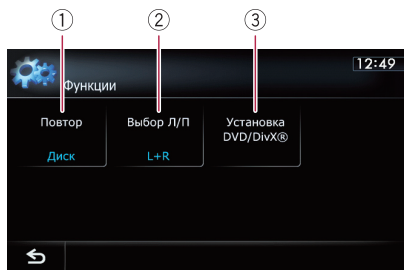 ① ② ③
12:49
Функции
Повтор Выбор Л/П Установка
DVD/DivX®
Диск L+R